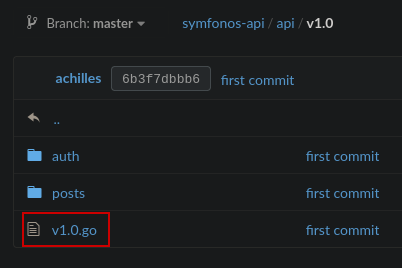 Branch: master symfonos-api / api / v1.0
achilles 6b3f7dbbb6 first commit
..
auth first commit
posts first commit
v1.0.go first commit